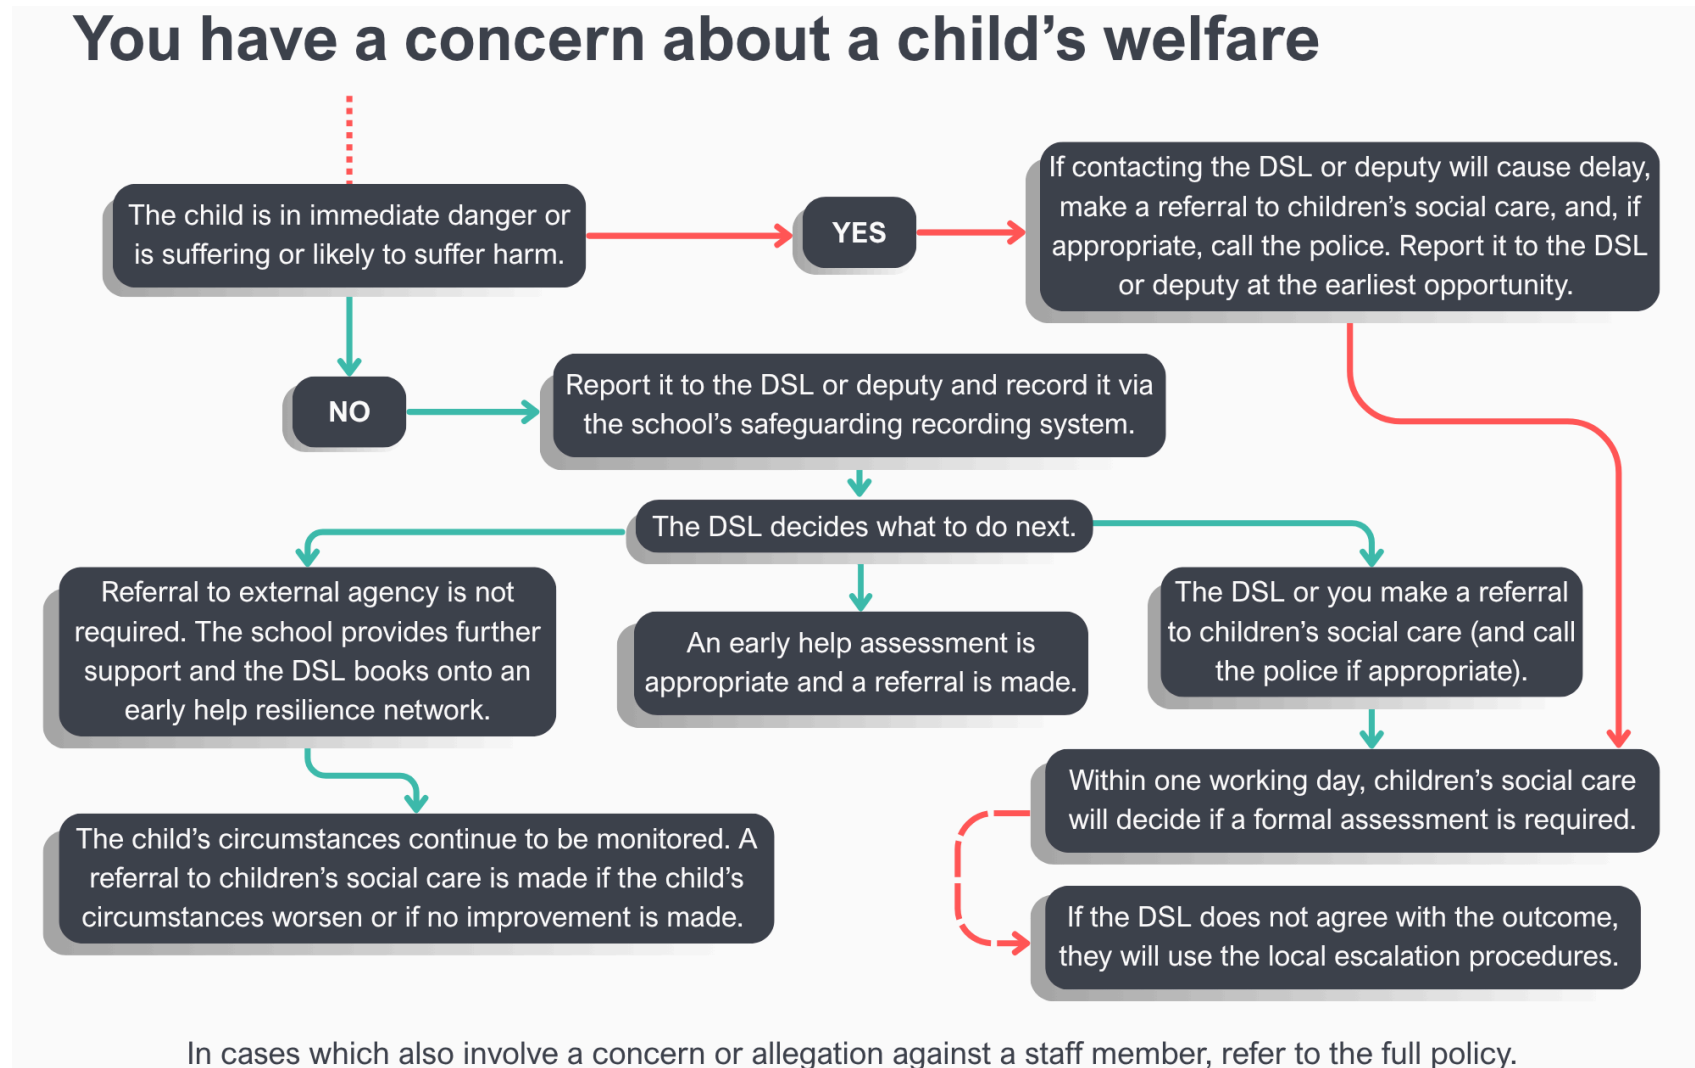 You have a concern about a child’s welfare
The child is in immediate danger or
is suffering or likely to suffer harm.
YES
If contacting the DSL or deputy will cause delay,
make a referral to children’s social care, and, if
appropriate, call the police. Report it to the DSL
or deputy at the earliest opportunity.
NO
Report it to the DSL or deputy and record it via
the school’s safeguarding recording system.
The DSL decides what to do next.
Referral to external agency is not
required. The school provides further
support and the DSL books onto an
early help resilience network.
An early help assessment is
appropriate and a referral is made.
The DSL or you make a referral
to children’s social care (and call
the police if appropriate).
The child’s circumstances continue to be monitored. A
referral to children’s social care is made if the child’s
circumstances worsen or if no improvement is made.
Within one working day, children’s social care
will decide if a formal assessment is required.
If the DSL does not agree with the outcome,
they will use the local escalation procedures.
In cases which also involve a concern or allegation against a staff member, refer to the full policy.